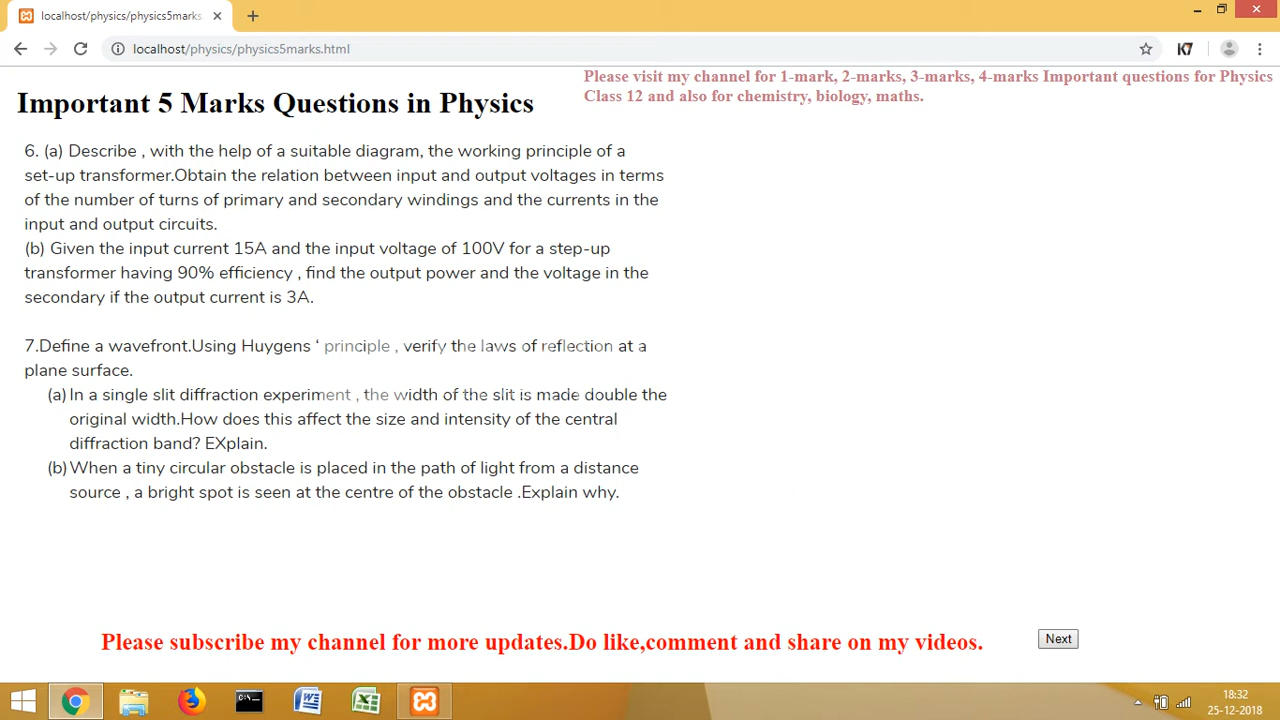 localhost/physics/physics5marks
localhost/physics/physics5marks.html
K7
Please visit my channel for 1-mark, 2-marks, 3-marks, 4-marks Important questions for Physics
Class 12 and also for chemistry, biology, maths.
Important 5 Marks Questions in Physics
6. (a) Describe , with the help of a suitable diagram, the working principle of a
set-up transformer.Obtain the relation between input and output voltages in terms
of the number of turns of primary and secondary windings and the currents in the
input and output circuits.
(b) Given the input current 15A and the input voltage of 100V for a step-up
transformer having 90% efficiency , find the output power and the voltage in the
secondary if the output current is 3A.
7.Define a wavefront.Using Huygens ‘ principle , verify the laws of reflection at a
plane surface.
(a) In a single slit diffraction experiment , the width of the slit is made double the
original width.How does this affect the size and intensity of the central
diffraction band? EXplain.
(b) When a tiny circular obstacle is placed in the path of light from a distance
source , a bright spot is seen at the centre of the obstacle .Explain why.
Please subscribe my channel for more updates.Do like,comment and share on my videos.
Next
18:32
25-12-2018